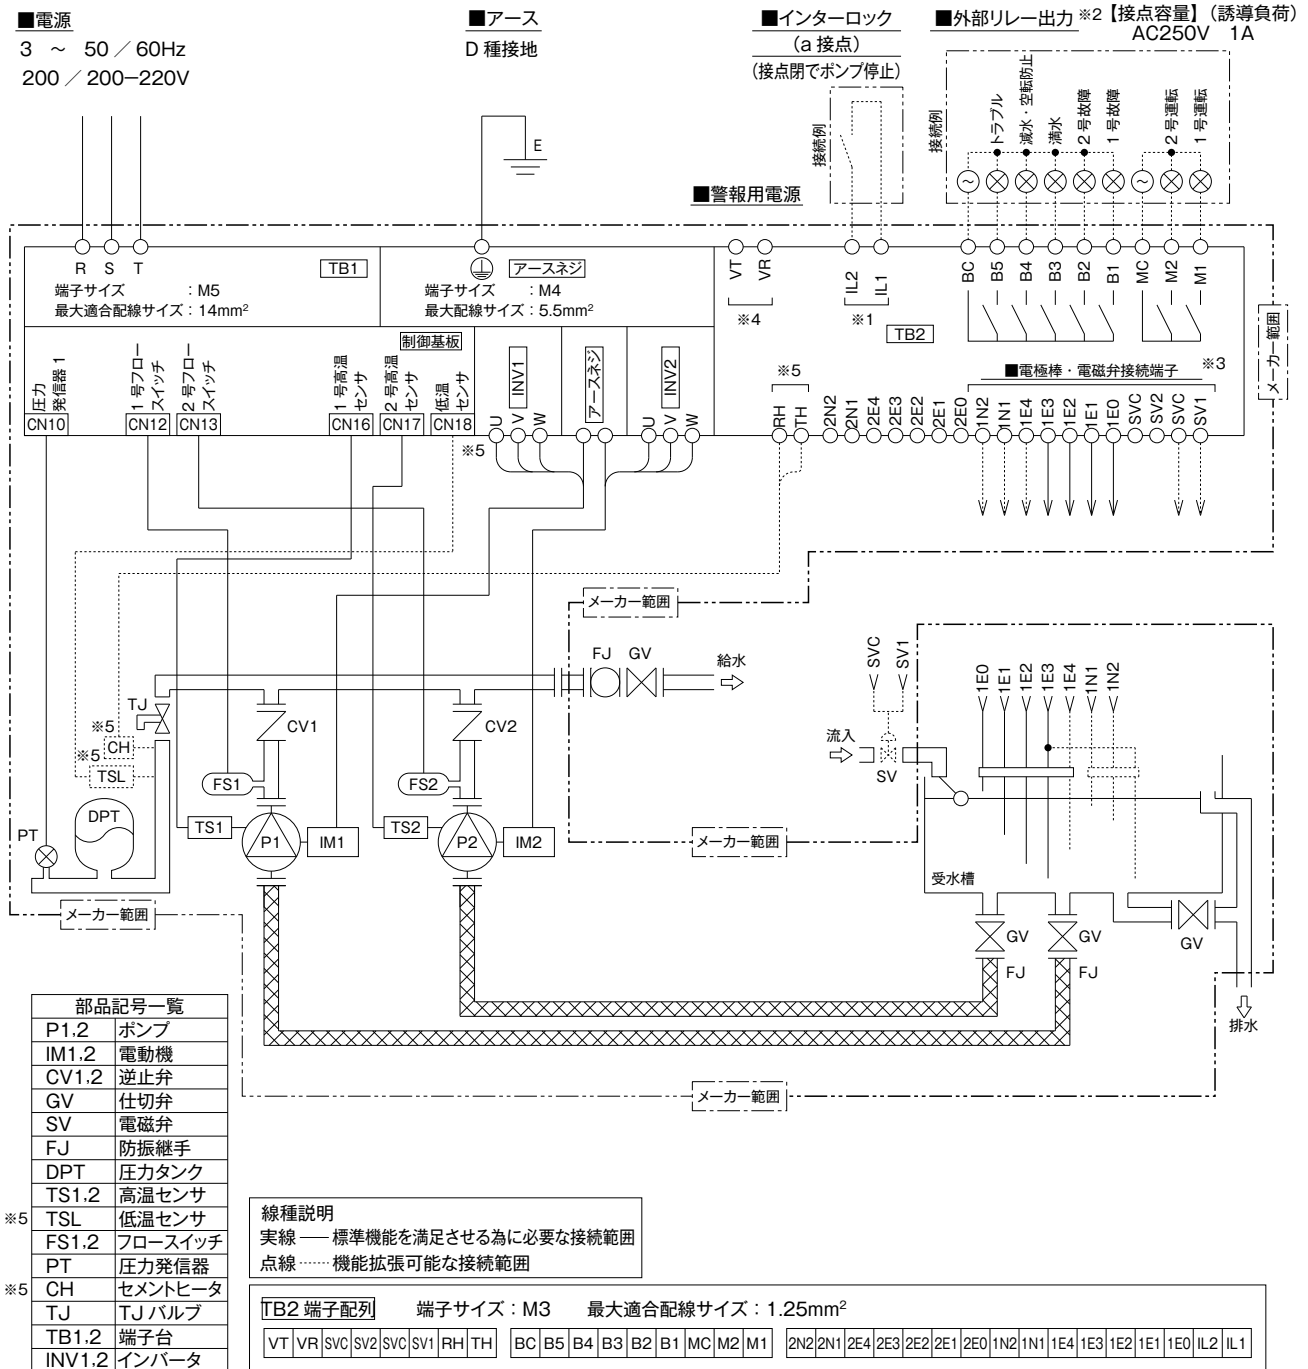 ■電源
3 ～ 50／60Hz
200／200−220V
■アース
D 種接地
■インターロック
(a 接点)
(接点閉でポンプ停止)
■外部リレー出力 ※2【接点容量】(誘導負荷)
AC250V 1A
接続例
接続例
トラブル
減水・空転防止
満水
2号故障
1号故障
2号運転
1号運転
E
■警報用電源
R S T
TB1
端子サイズ ：M5
最大適合配線サイズ：14mm²
アースネジ
端子サイズ ：M4
最大配線サイズ：5.5mm²
VT VR
※4
IL2 IL1
※1
TB2
BC B5 B4 B3 B2 B1 MC M2 M1
メーカー範囲
制御基板
圧力発信器 1
1号フロースイッチ
2号フロースイッチ
1号高温センサ
2号高温センサ
低温センサ
CN10 CN12 CN13 CN16 CN17 CN18
※5
U V W
INV1
アースネジ
INV2
U V W
※5
RH TH
■電極棒・電磁弁接続端子 ※3
2N2 2N1 2E4 2E3 2E2 2E1 2E0 1N2 1N1 1E4 1E3 1E2 1E1 1E0 SVC SV2 SVC SV1
メーカー範囲
FJ GV
給水
TJ
CV1
CV2
※5
CH
※5
TSL
FS1
FS2
DPT
PT
TS1
P1
IM1
TS2
P2
IM2
SVC SV1
流入
SV
1E0 1E1 1E2 1E3 1E4 1N1 1N2
メーカー範囲
受水槽
メーカー範囲
GV
FJ
GV
FJ
GV
排水
メーカー範囲
部品記号一覧
P1,2 ポンプ
IM1,2 電動機
CV1,2 逆止弁
GV 仕切弁
SV 電磁弁
FJ 防振継手
DPT 圧力タンク
TS1,2 高温センサ
※5 TSL 低温センサ
FS1,2 フロースイッチ
PT 圧力発信器
※5 CH セメントヒータ
TJ TJ バルブ
TB1,2 端子台
INV1,2 インバータ
線種説明
実線 —— 標準機能を満足させる為に必要な接続範囲
点線 ……… 機能拡張可能な接続範囲
TB2 端子配列 端子サイズ：M3 最大適合配線サイズ：1.25mm²
VT VR SVC SV2 SVC SV1 RH TH BC B5 B4 B3 B2 B1 MC M2 M1 2N2 2N1 2E4 2E3 2E2 2E1 2E0 1N2 1N1 1E4 1E3 1E2 1E1 1E0 IL2 IL1